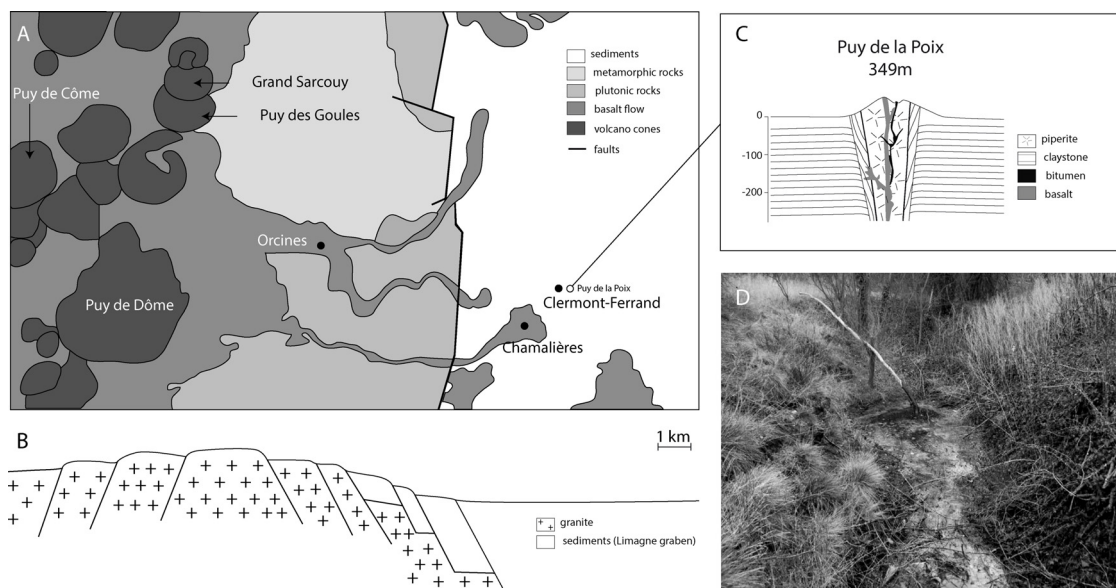 A
Puy de Côme
Grand Sarcouy
Puy des Goules
Orcines
Puy de Dôme
Puy de la Poix
Clermont-Ferrand
Chamalières
sediments
metamorphic rocks
plutonic rocks
basalt flow
volcano cones
faults
B
1 km
granite
sediments (Limagne graben)
C
Puy de la Poix
349m
0
-100
-200
piperite
claystone
bitumen
basalt
D